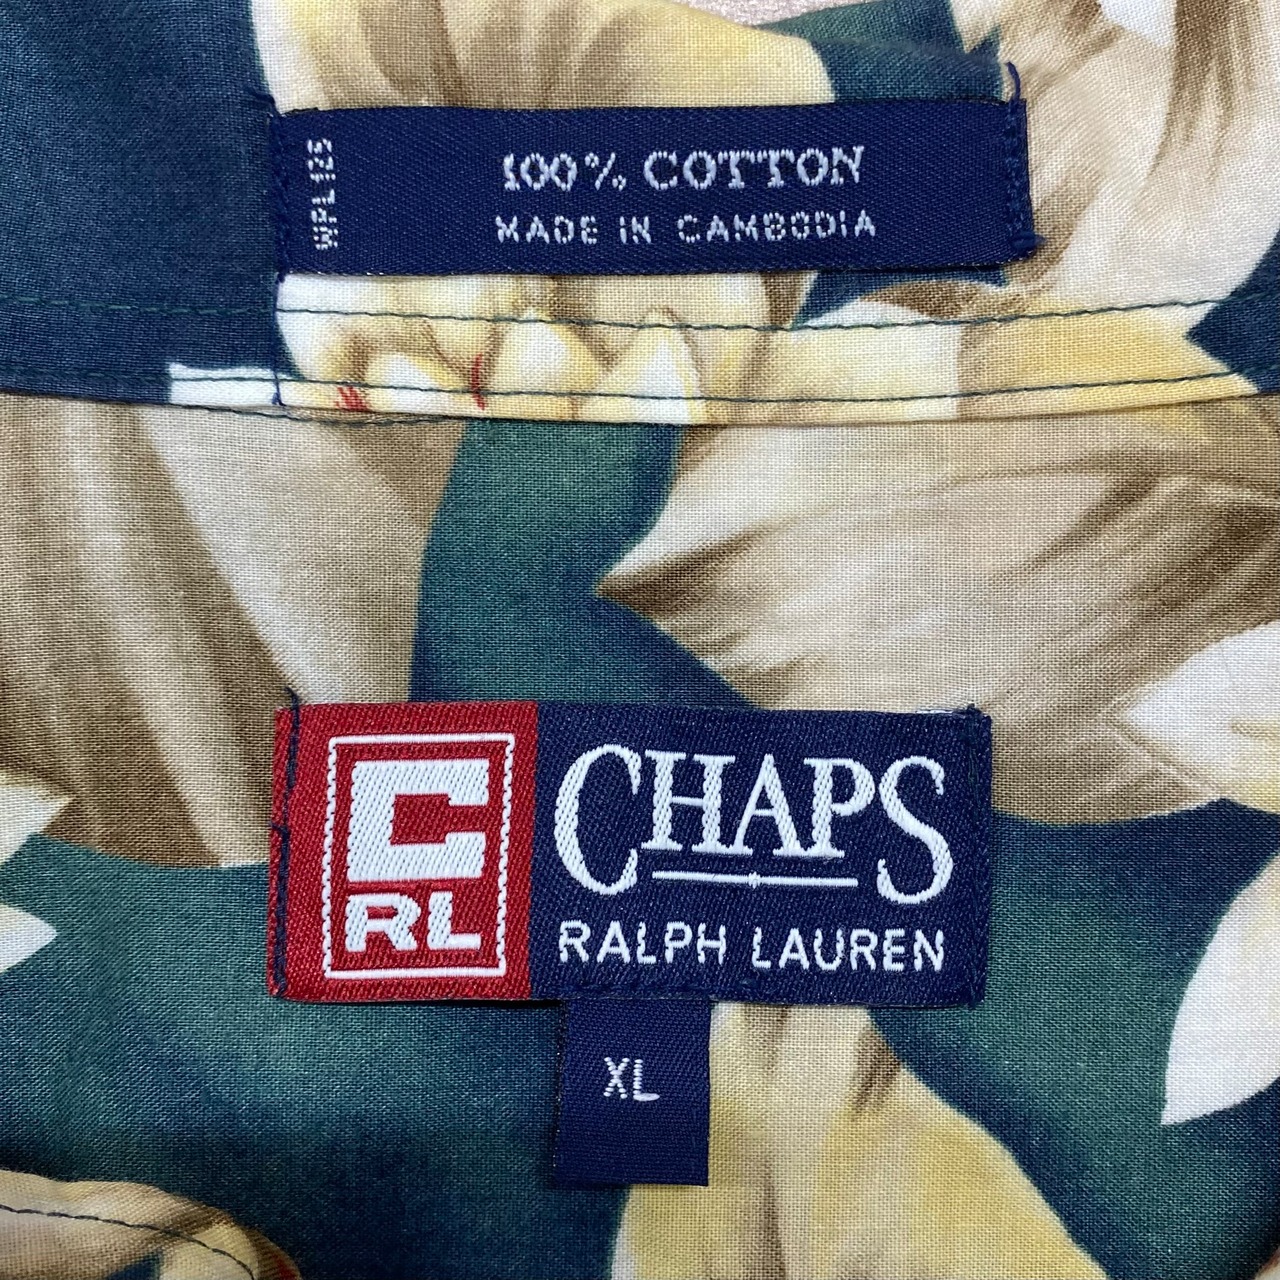 WPL 125
100% COTTON
MADE IN CAMBODIA
C
RL
CHAPS
RALPH LAUREN
XL